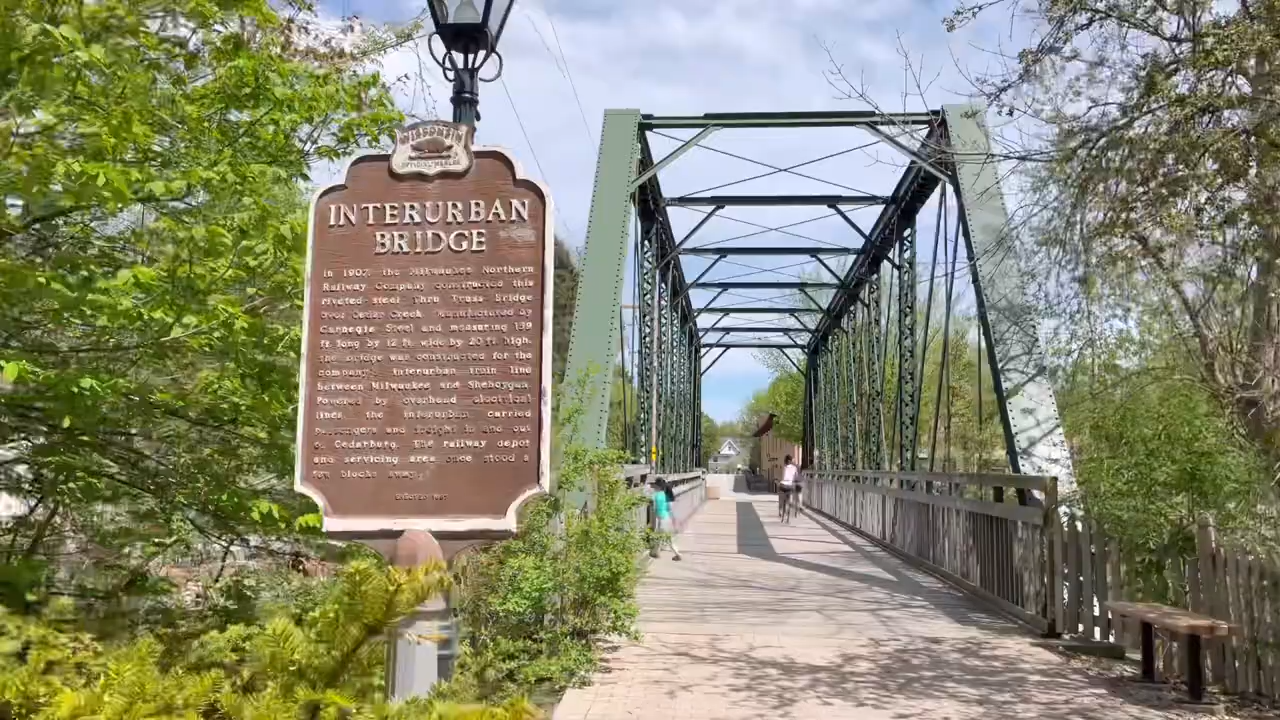 WISCONSIN
OFFICIAL MARKER
INTERURBAN
BRIDGE
In 1907, the Milwaukee Northern
Railway Company constructed this
riveted-steel Thru Truss Bridge
over Cedar Creek. Manufactured by
Carnegie Steel and measuring 139
ft. long by 12 ft. wide by 20 ft. high,
the bridge was constructed for the
company's interurban train line
between Milwaukee and Sheboygan.
Powered by overhead electrical
lines the interurban carried
passengers and freight in and out
of Cedarburg. The railway depot
and servicing area once stood a
few blocks away.